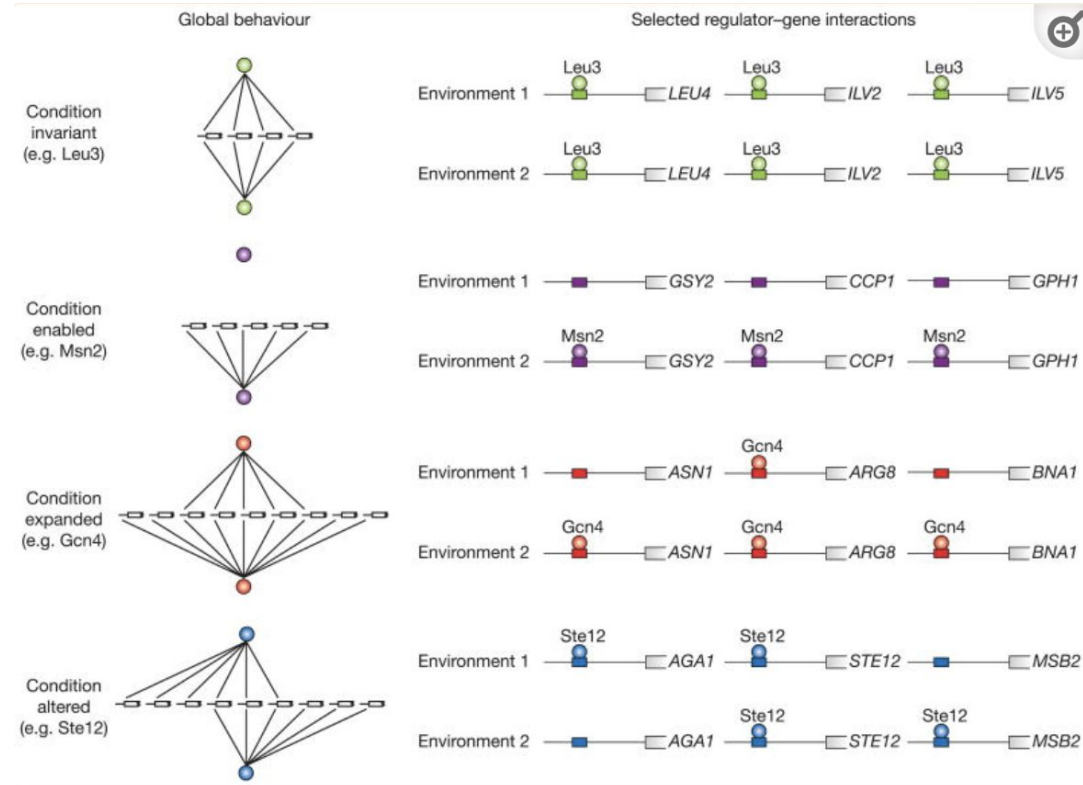 Global behaviour
Selected regulator–gene interactions
Condition
invariant
(e.g. Leu3)
Leu3 Leu3 Leu3
Environment 1 LEU4 ILV2 ILV5
Leu3 Leu3 Leu3
Environment 2 LEU4 ILV2 ILV5
Condition
enabled
(e.g. Msn2)
Environment 1 GSY2 CCP1 GPH1
Msn2 Msn2 Msn2
Environment 2 GSY2 CCP1 GPH1
Condition
expanded
(e.g. Gcn4)
Gcn4
Environment 1 ASN1 ARG8 BNA1
Gcn4 Gcn4 Gcn4
Environment 2 ASN1 ARG8 BNA1
Condition
altered
(e.g. Ste12)
Ste12 Ste12
Environment 1 AGA1 STE12 MSB2
Ste12 Ste12
Environment 2 AGA1 STE12 MSB2